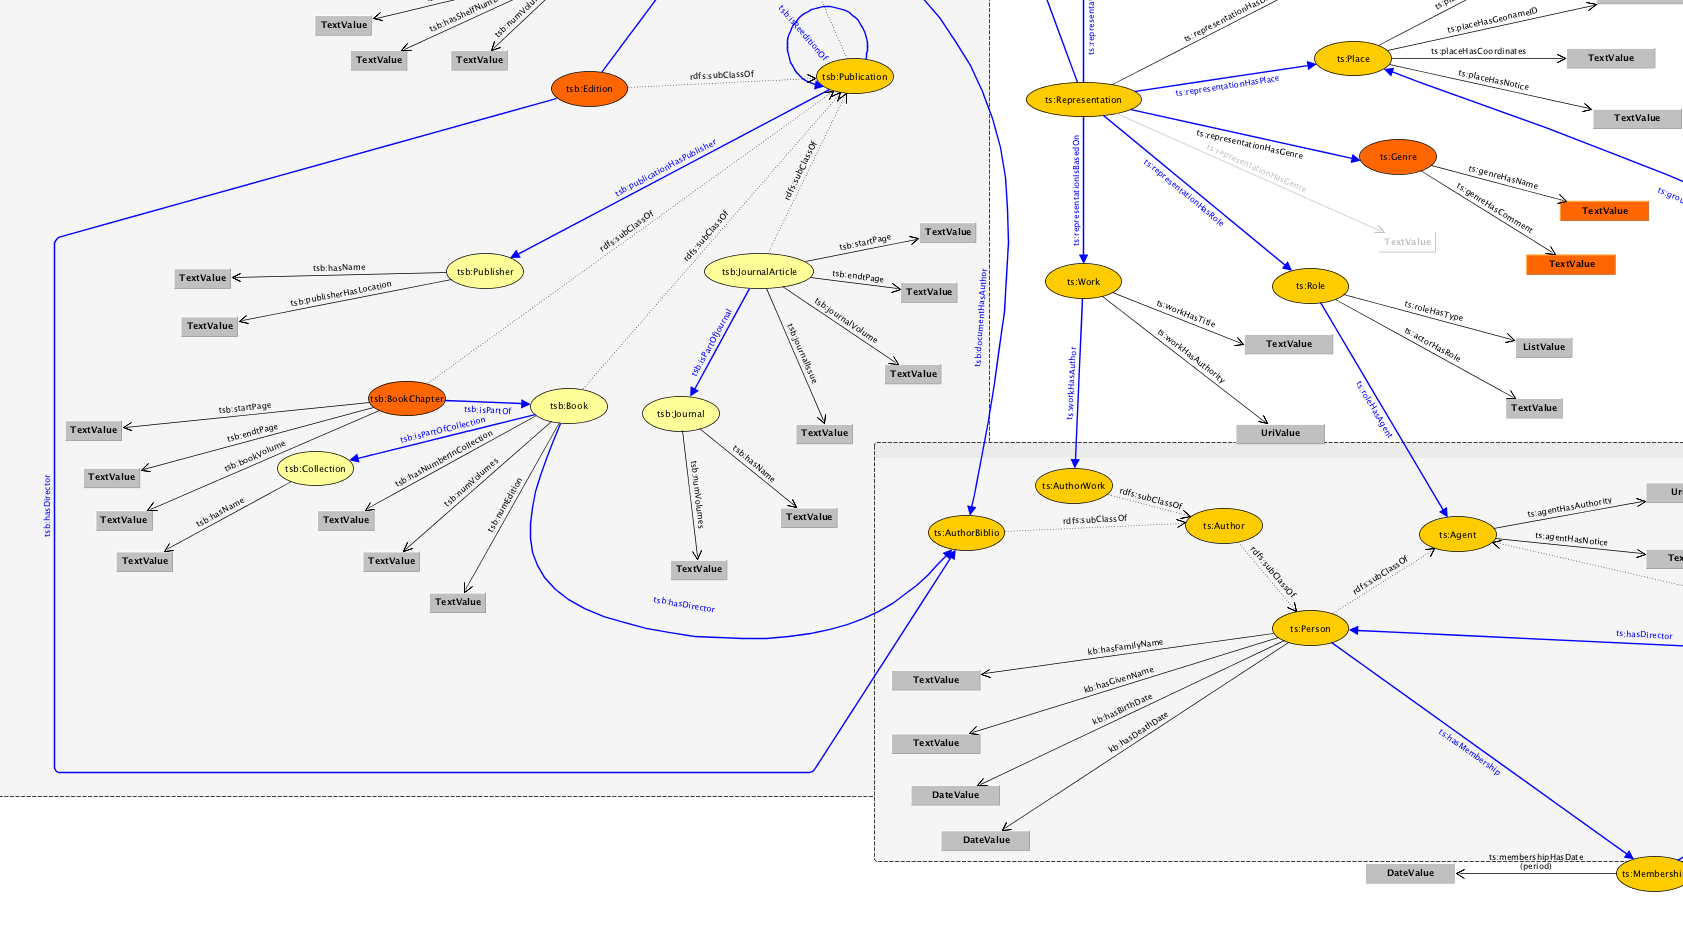 TextValue
tsb:hasShelfNum
TextValue
tsb:numVolu
TextValue
tsb:Edition
rdfs:subClassOf
tsb:isReeditionOf
tsb:Publication
tsb:publicationHasPublisher
rdfs:subClassOf
rdfs:subClassOf
rdfs:subClassOf
tsb:Publisher
tsb:hasName
TextValue
tsb:publisherHasLocation
TextValue
tsb:JournalArticle
tsb:startPage
TextValue
tsb:endtPage
TextValue
tsb:journalVolume
TextValue
tsb:journalIssue
TextValue
tsb:isPartOfJournal
tsb:Journal
tsb:numVolumes
TextValue
tsb:hasName
TextValue
tsb:BookChapter
tsb:startPage
TextValue
tsb:endtPage
TextValue
tsb:bookVolume
TextValue
tsb:isPartOf
tsb:Book
tsb:isPartOfCollection
tsb:Collection
tsb:hasName
TextValue
tsb:hasNumberInCollection
TextValue
tsb:numVolumes
TextValue
tsb:numEdition
TextValue
tsb:hasDirector
tsb:hasDirector
tsb:documentHasAuthor
ts:representa
ts:representationHasD
ts:Representation
ts:representationHasPlace
ts:Place
ts:pl
ts:placeHasGeonameID
ts:placeHasCoordinates
TextValue
ts:placeHasNotice
TextValue
ts:grou
ts:representationHasGenre
ts:representationHasGenre
TextValue
ts:Genre
ts:genreHasName
TextValue
ts:genreHasComment
TextValue
ts:representationIsBasedOn
ts:representationHasRole
ts:Work
ts:workHasTitle
TextValue
ts:workHasAuthority
UriValue
ts:workHasAuthor
ts:Role
ts:roleHasType
ListValue
ts:actorHasRole
TextValue
ts:roleHasAgent
ts:AuthorWork
rdfs:subClassOf
ts:AuthorBiblio
rdfs:subClassOf
ts:Author
rdfs:subClassOf
ts:Agent
ts:agentHasAuthority
Uri
ts:agentHasNotice
Tex
rdfs:subClassOf
ts:Person
ts:hasDirector
kb:hasFamilyName
TextValue
kb:hasGivenName
TextValue
kb:hasBirthDate
DateValue
kb:hasDeathDate
DateValue
ts:hasMembership
ts:membershipHasDate
(period)
DateValue
ts:Membership